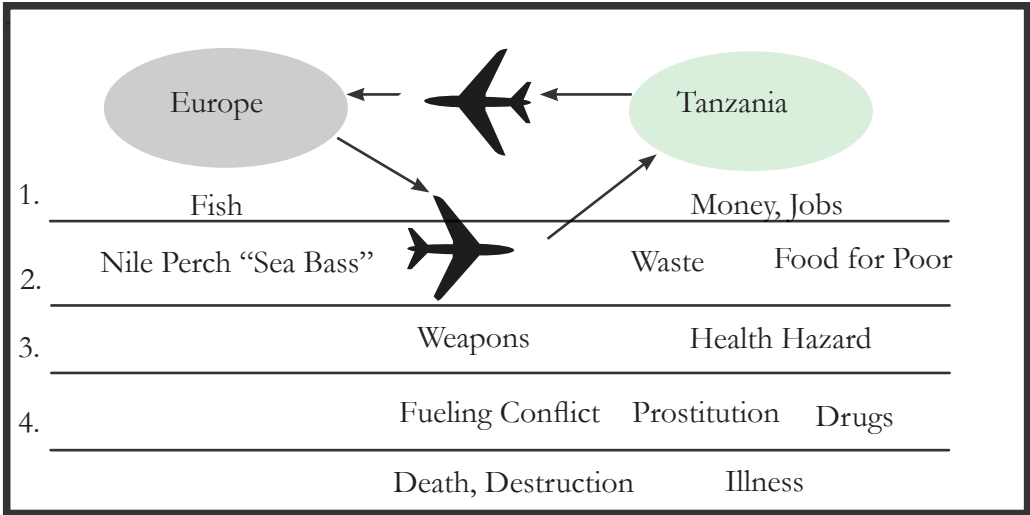 Europe Tanzania
1. Fish Money, Jobs
2. Nile Perch “Sea Bass” Waste Food for Poor
3. Weapons Health Hazard
4. Fueling Conflict Prostitution Drugs
Death, Destruction Illness